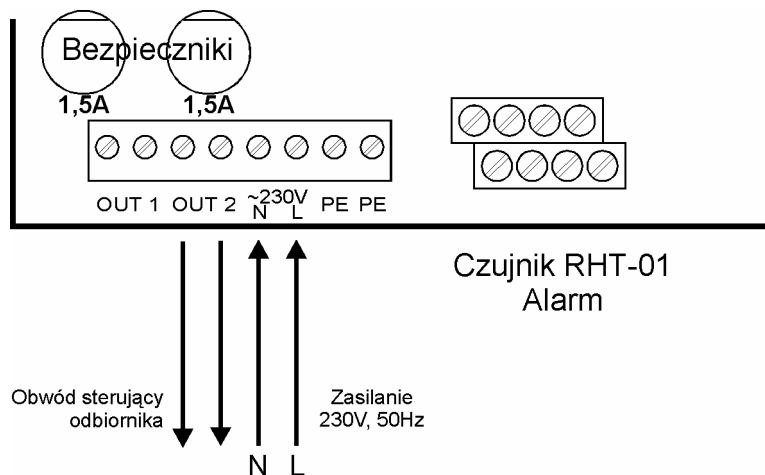 Bezpieczniki
1,5A 1,5A
OUT 1 OUT 2 ~230V PE PE
N L
Czujnik RHT-01
Alarm
Obwód sterujący
odbiornika
Zasilanie
230V, 50Hz
N L